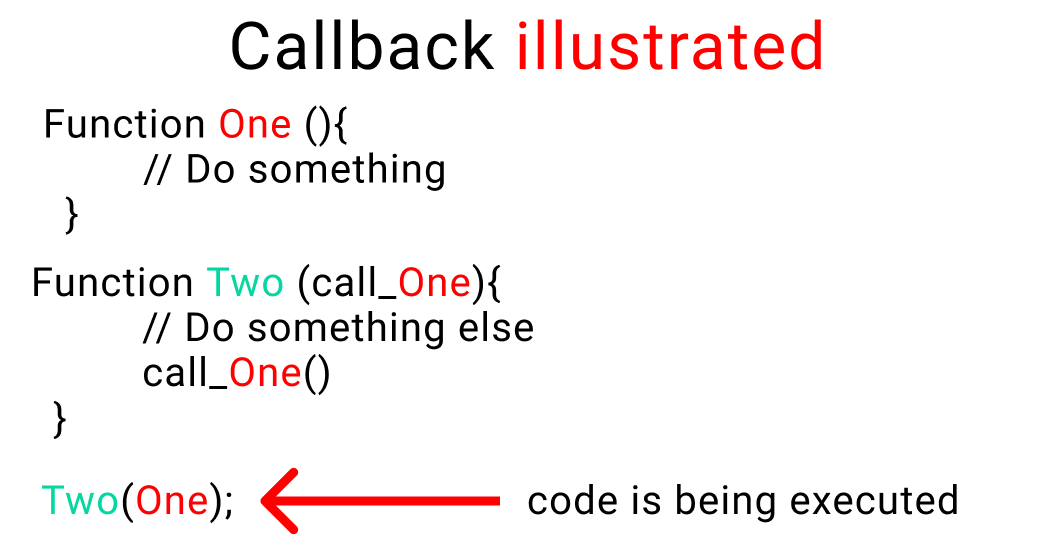 Callback illustrated
Function One (){
// Do something
}
Function Two (call_One){
// Do something else
call_One()
}
Two(One);
code is being executed